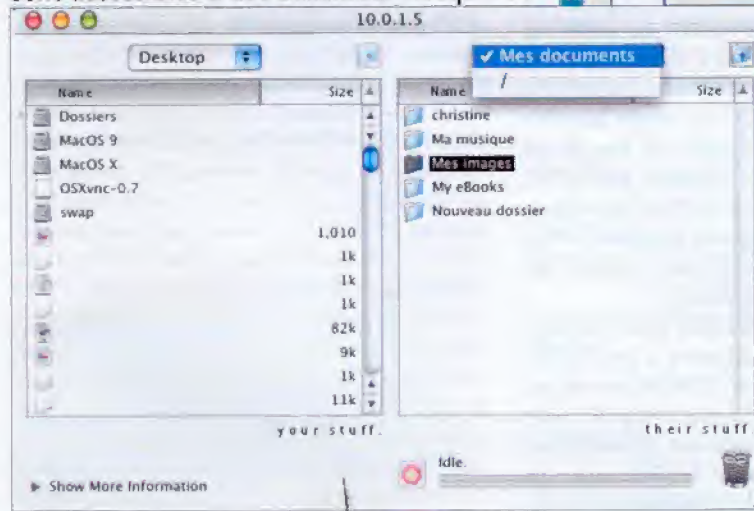 10.0.1.5
Desktop
Name Size
Dossiers
MacOS 9
MacOS X
OSXvnc-0.7
swap
1,010
1k
1k
1k
82k
9k
1k
11k
your stuff.
✓ Mes documents
/
Name Size
christine
Ma musique
Mes images
My eBooks
Nouveau dossier
their stuff.
Show More Information
Idle.